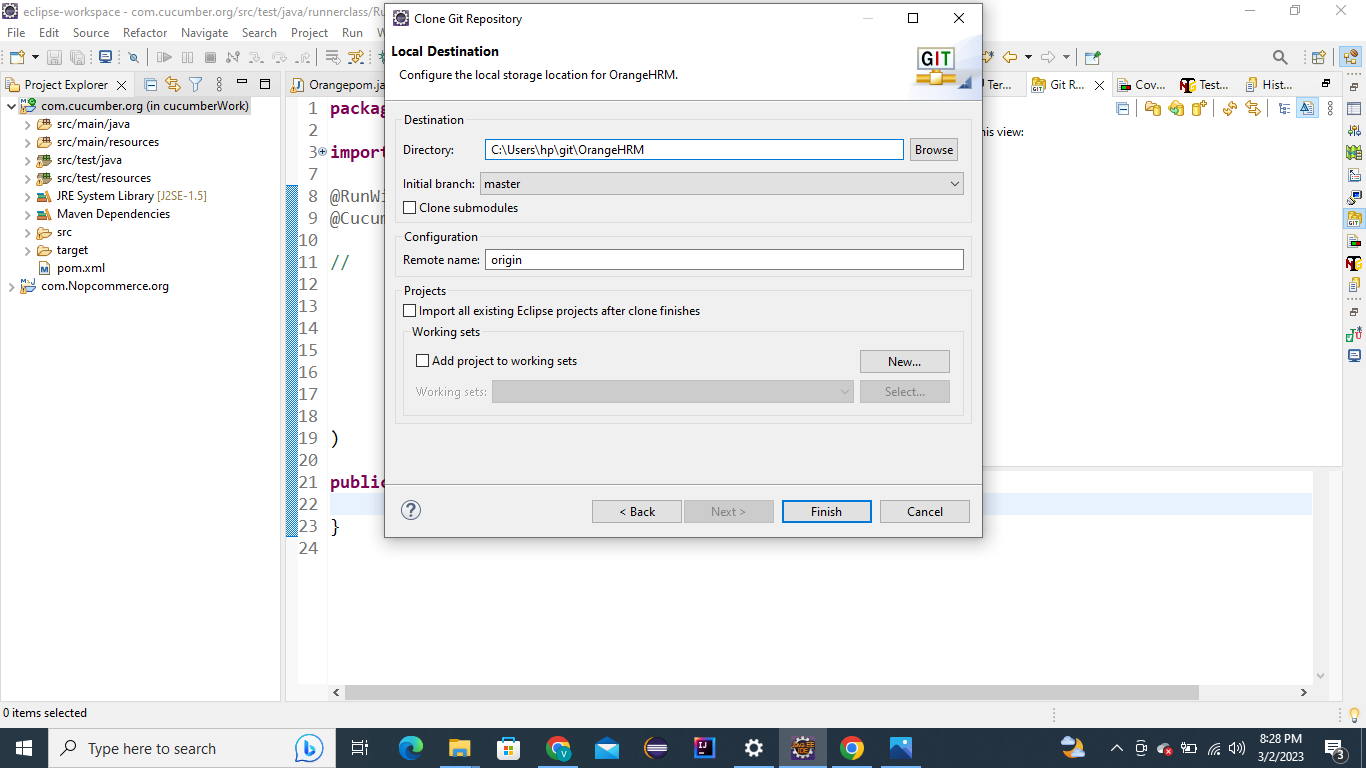 eclipse-workspace - com.cucumber.org/src/test/java/runnerclass/Ru
File Edit Source Refactor Navigate Search Project Run W
Project Explorer
com.cucumber.org (in cucumberWork)
src/main/java
src/main/resources
src/test/java
src/test/resources
JRE System Library [J2SE-1.5]
Maven Dependencies
src
target
pom.xml
com.Nopcommerce.org
Orangepom.ja
1 packag
2
3 import
7
8 @RunWi
9 @Cucum
10
11 //
12
13
14
15
16
17
18
19 )
20
21 public
22
23 }
24
Clone Git Repository
Local Destination
Configure the local storage location for OrangeHRM.
GIT
Destination
Directory: C:\Users\hp\git\OrangeHRM Browse
Initial branch: master
Clone submodules
Configuration
Remote name: origin
Projects
Import all existing Eclipse projects after clone finishes
Working sets
Add project to working sets New...
Working sets: Select...
? < Back Next > Finish Cancel
Ter... Git R... Cov... Test... Hist...
his view:
0 items selected
Type here to search
8:28 PM
3/2/2023
3